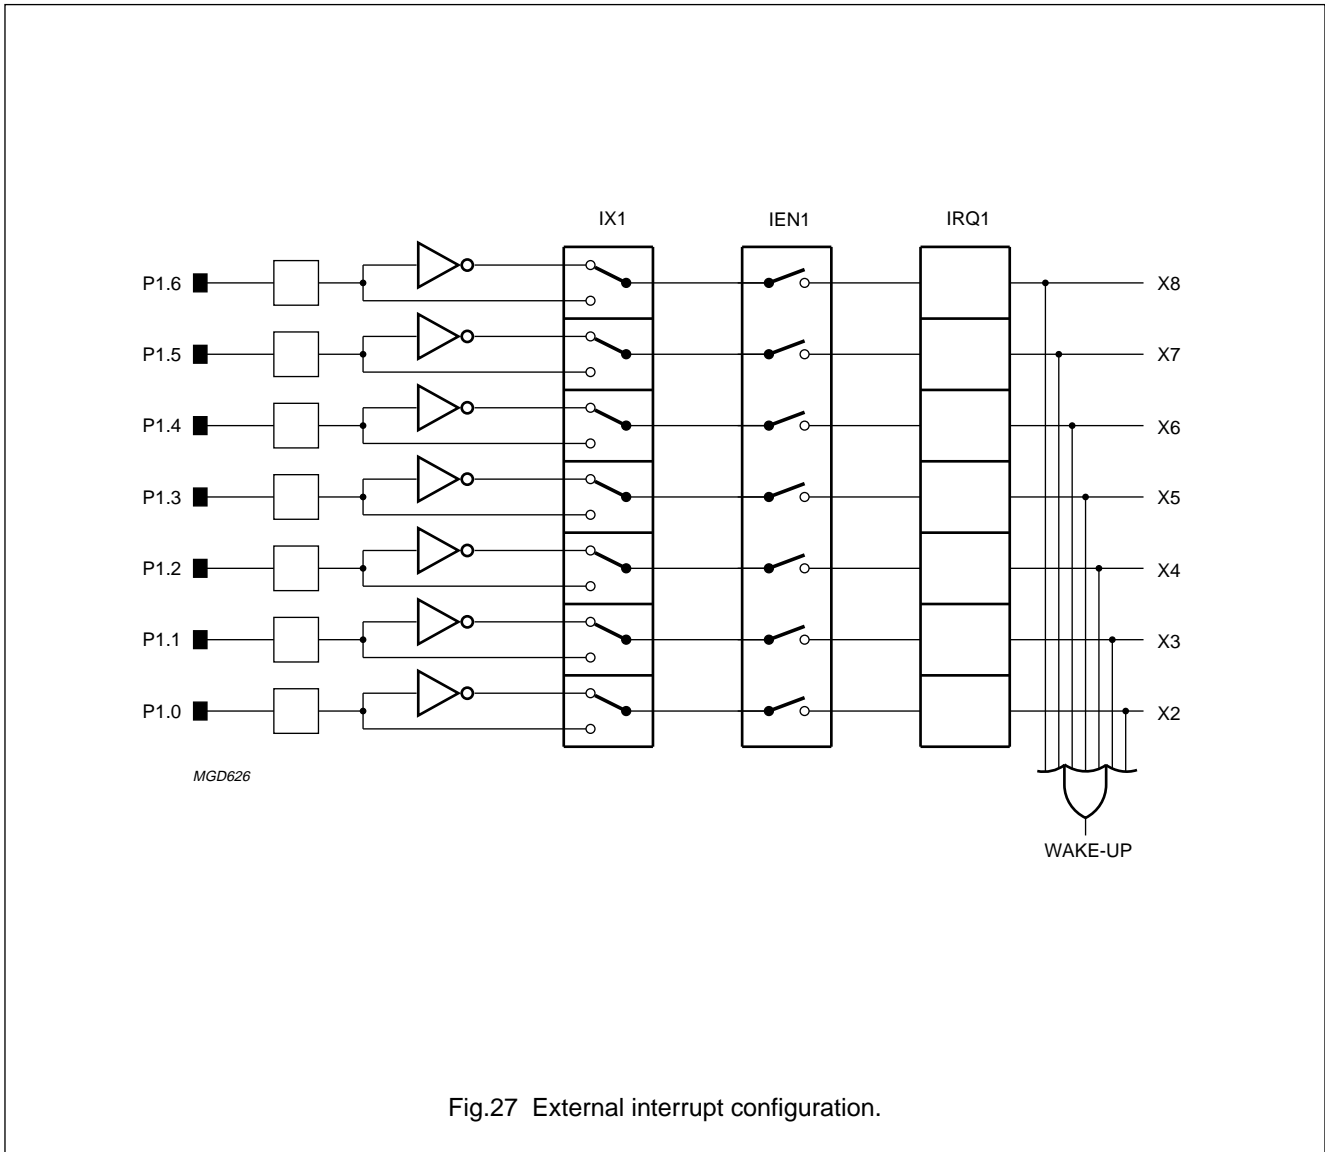 IX1 IEN1 IRQ1
P1.6 X8
P1.5 X7
P1.4 X6
P1.3 X5
P1.2 X4
P1.1 X3
P1.0 X2
MGD626
WAKE-UP
Fig.27 External interrupt configuration.